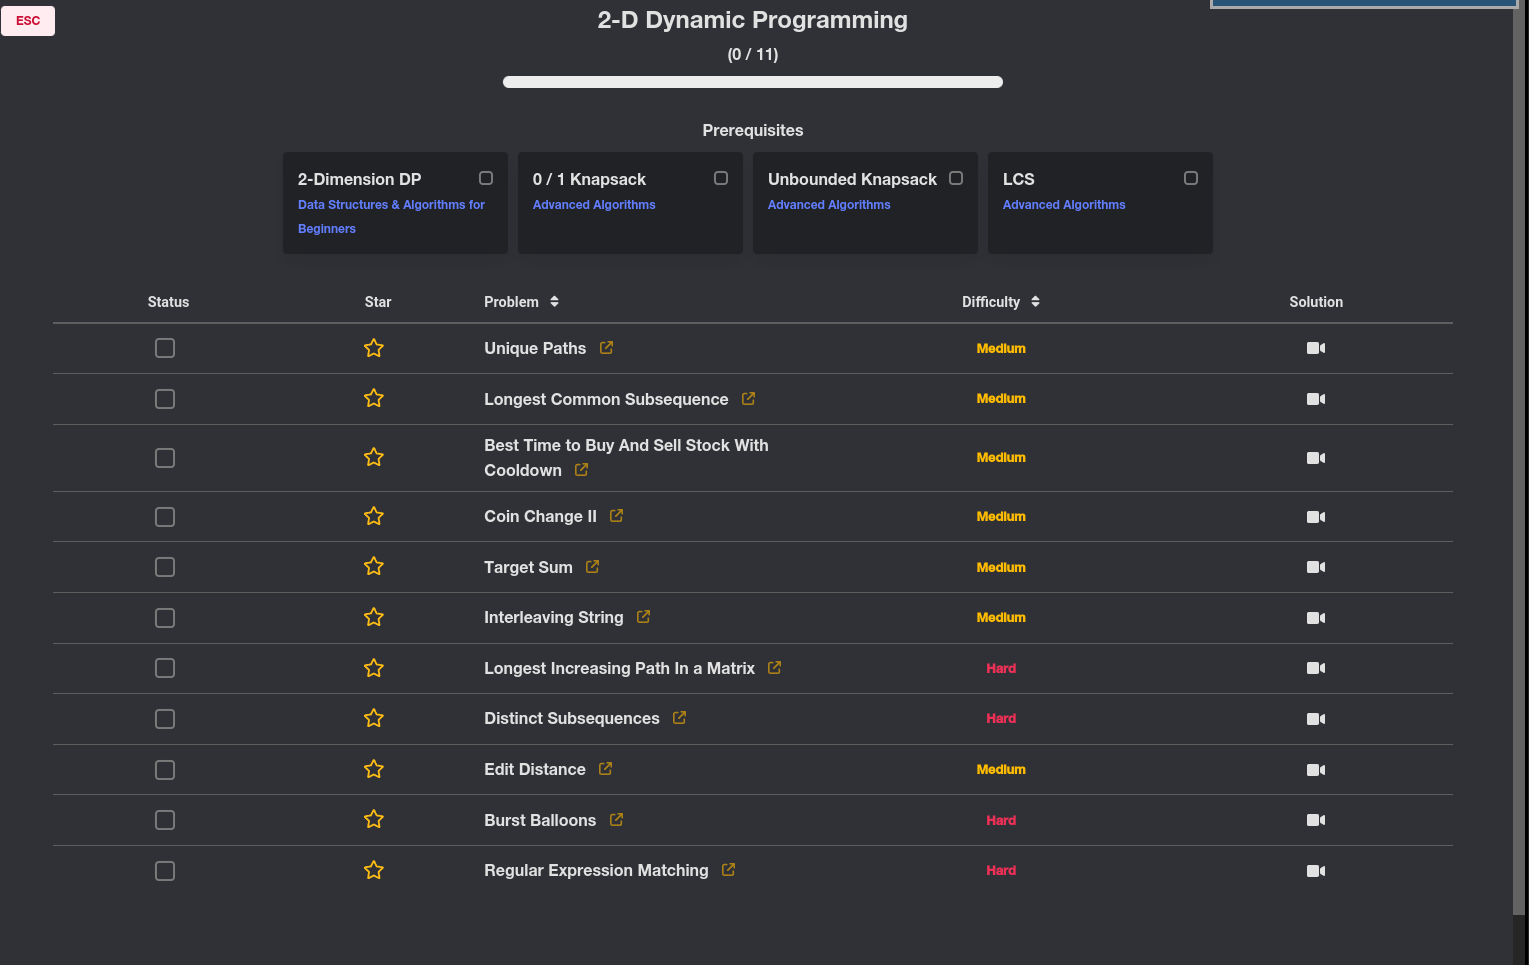 ESC
2-D Dynamic Programming
(0 / 11)
Prerequisites
2-Dimension DP
Data Structures & Algorithms for
Beginners
0 / 1 Knapsack
Advanced Algorithms
Unbounded Knapsack
Advanced Algorithms
LCS
Advanced Algorithms
Status Star Problem Difficulty Solution
Unique Paths Medium
Longest Common Subsequence Medium
Best Time to Buy And Sell Stock With
Cooldown Medium
Coin Change II Medium
Target Sum Medium
Interleaving String Medium
Longest Increasing Path In a Matrix Hard
Distinct Subsequences Hard
Edit Distance Medium
Burst Balloons Hard
Regular Expression Matching Hard